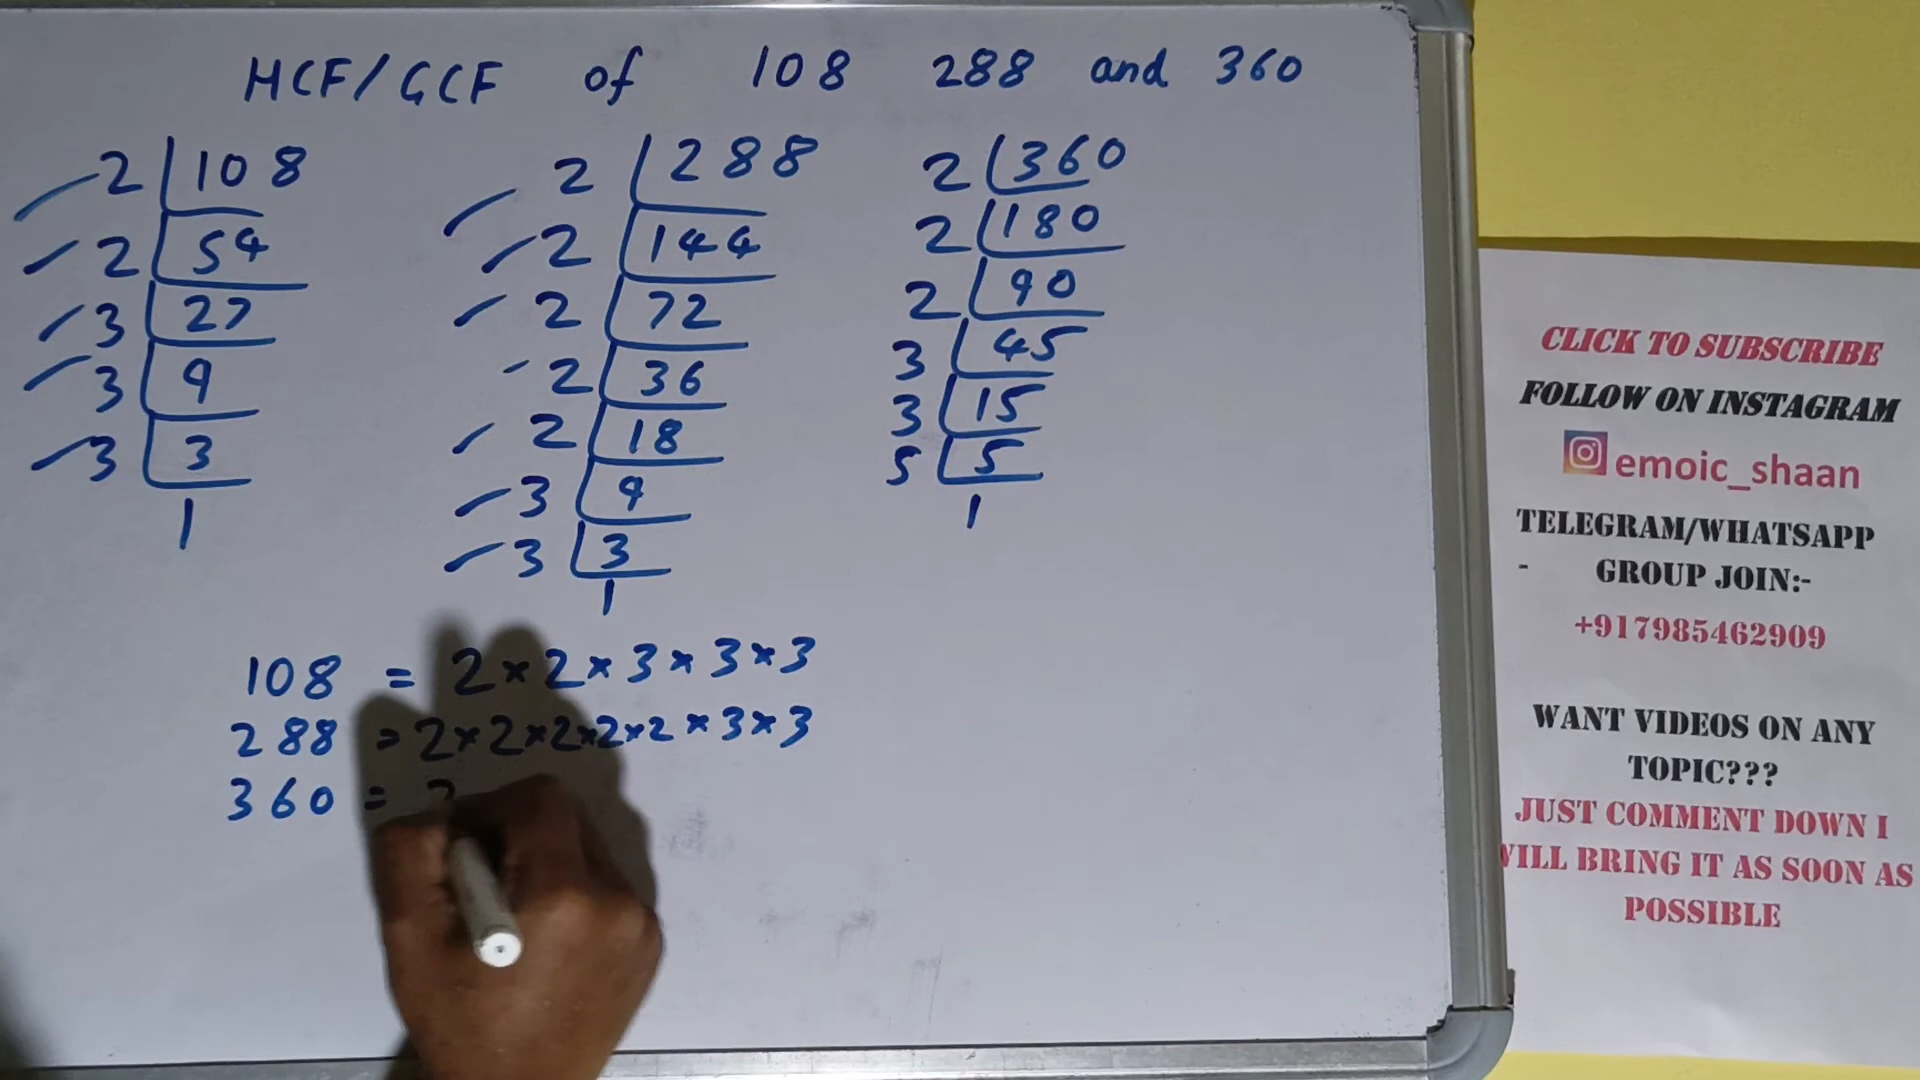 HCF/GCF of 108 288 and 360
2 108
2 54
3 27
3 9
3 3
1
2 288
2 144
2 72
2 36
2 18
3 9
3 3
1
2 360
2 180
2 90
3 45
3 15
5 5
1
108 = 2×2×3×3×3
288 = 2×2×2×2×2×3×3
360 = 2
CLICK TO SUBSCRIBE
FOLLOW ON INSTAGRAM
emoic_shaan
TELEGRAM/WHATSAPP
- GROUP JOIN:-
+917985462909
WANT VIDEOS ON ANY
TOPIC???
JUST COMMENT DOWN I
WILL BRING IT AS SOON AS
POSSIBLE